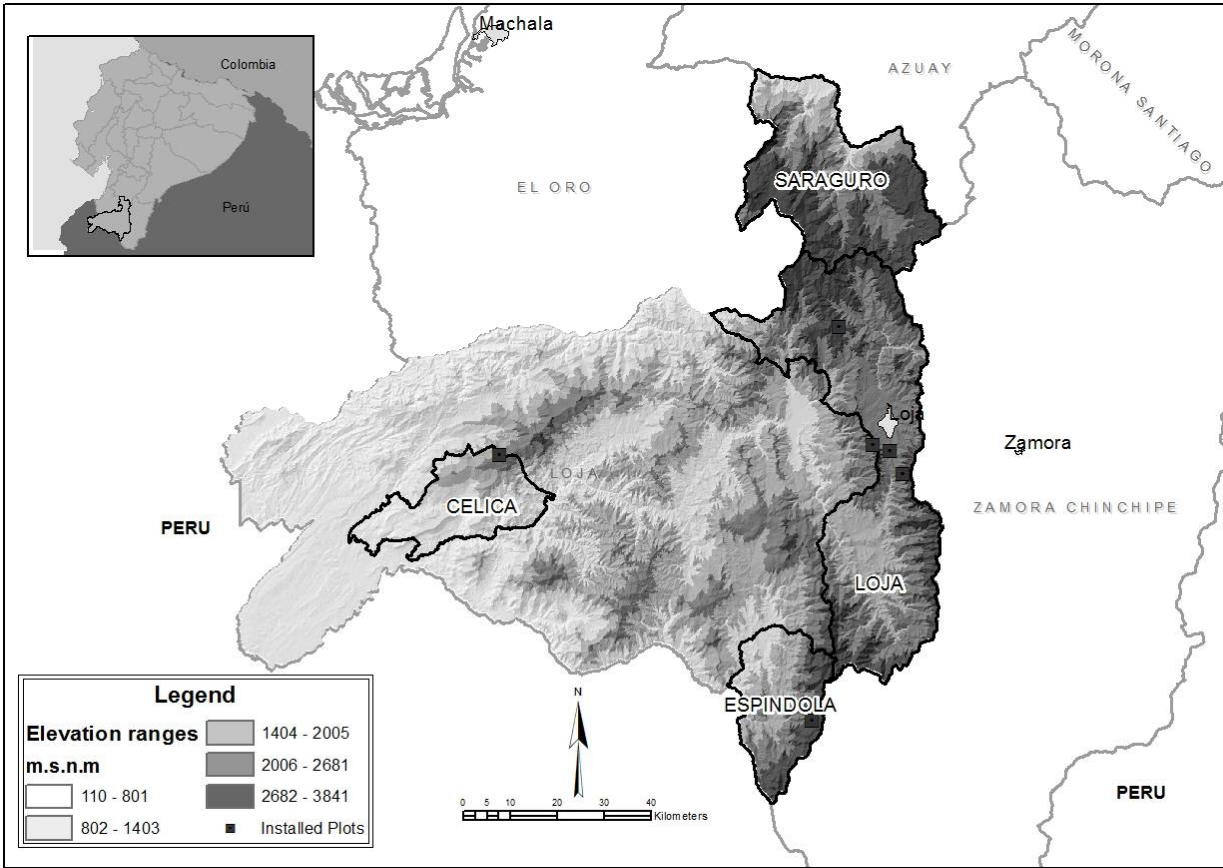 Machala
Colombia
Perú
AZUAY
MORONA SANTIAGO
EL ORO
SARAGURO
Loja
Zamora
LOJA
CELICA
PERU
ZAMORA CHINCHIPE
LOJA
ESPINDOLA
PERU
Legend
Elevation ranges
m.s.n.m
110 - 801
802 - 1403
1404 - 2005
2006 - 2681
2682 - 3841
Installed Plots
N
0 5 10 20 30 40
Kilometers